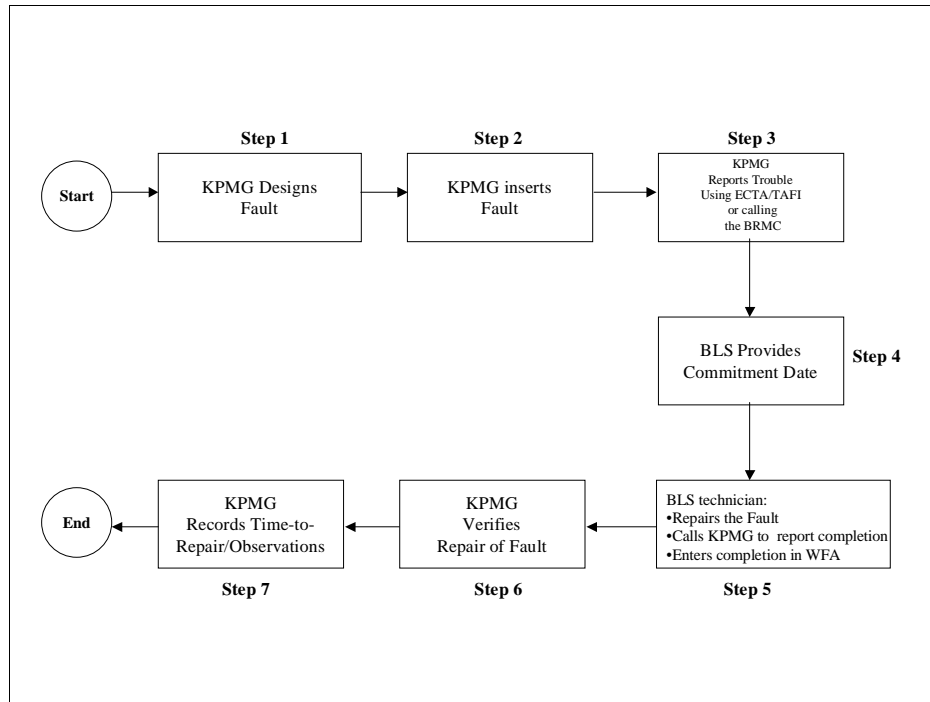 Step 1
Step 2
Step 3
Start
KPMG Designs
Fault
KPMG inserts
Fault
KPMG
Reports Trouble
Using ECTA/TAFI
or calling
the BRMC
BLS Provides
Commitment Date
Step 4
BLS technician:
•Repairs the Fault
•Calls KPMG to report completion
•Enters completion in WFA
Step 5
KPMG
Verifies
Repair of Fault
Step 6
KPMG
Records Time-to-
Repair/Observations
Step 7
End